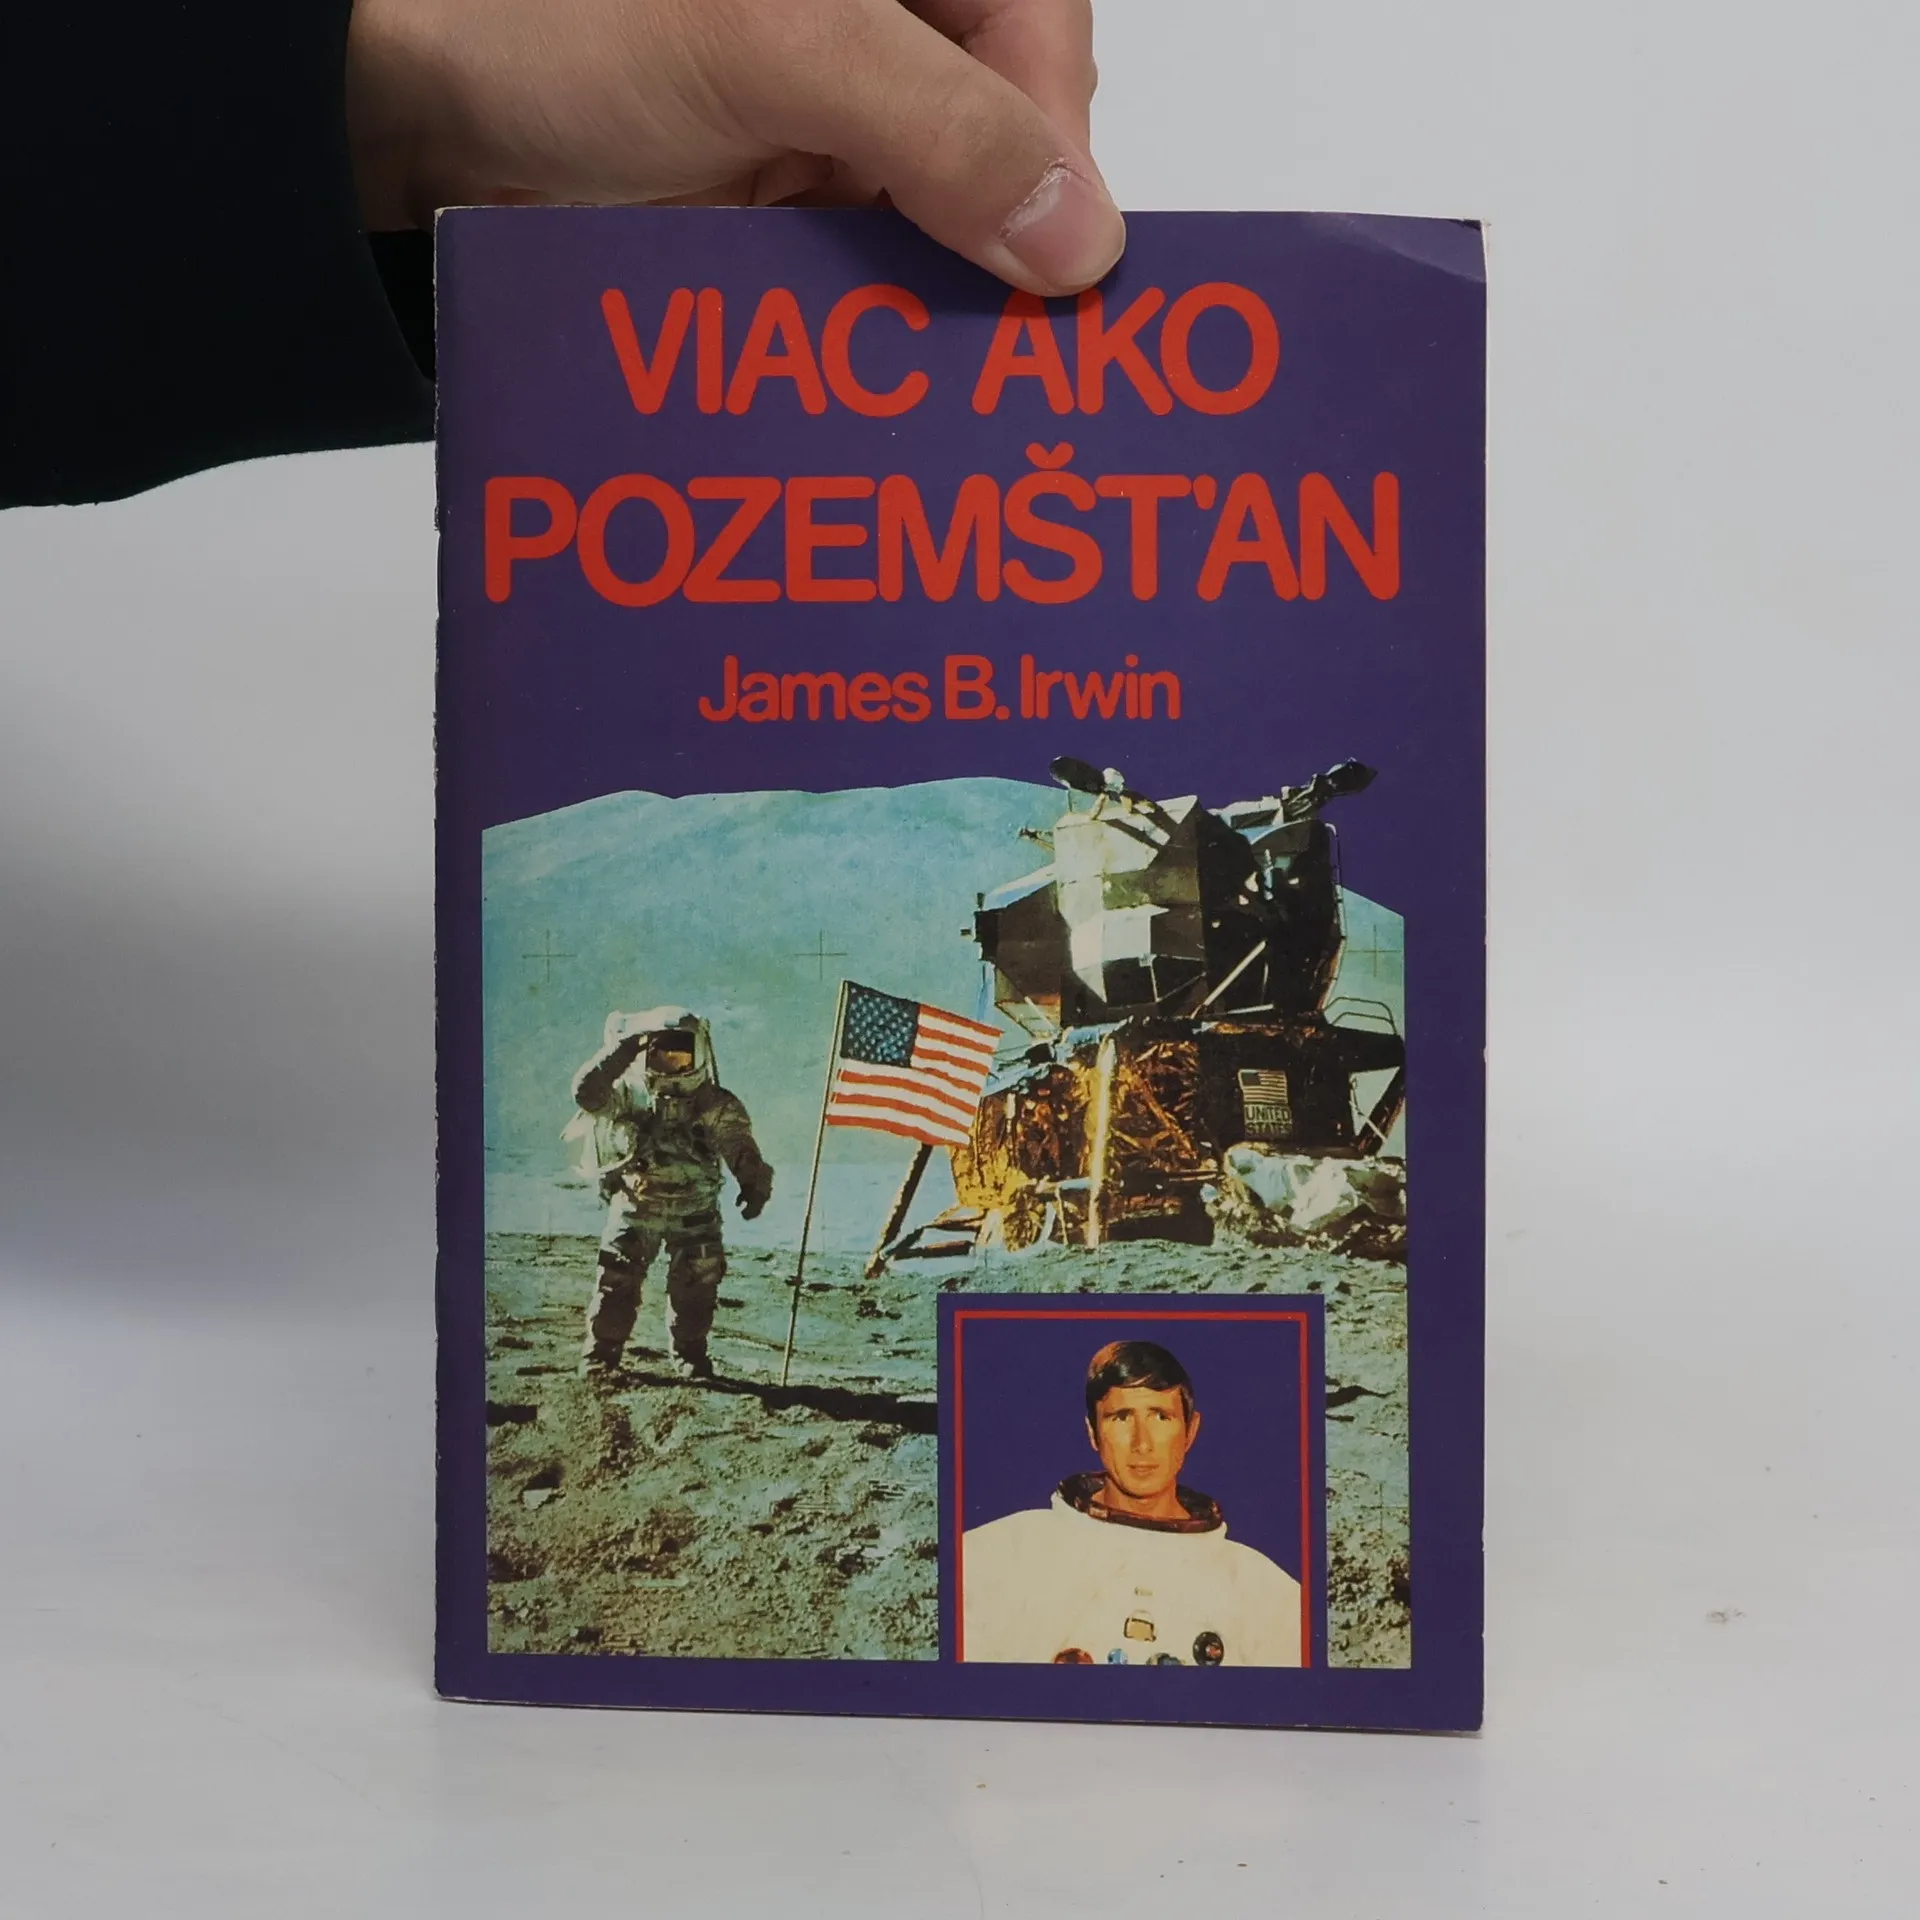 VIAC AKO
POZEMŠŤAN
James B. Irwin
UNITED
STATES